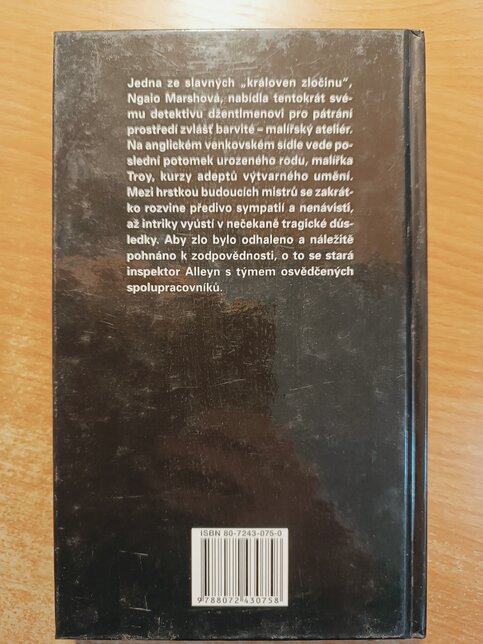 Jedna ze slavných „královen zločinu",
Ngaio Marshová, nabídla tentokrát své-
mu detektivu džentlmenovi pro pátrání
prostředí zvlášť barvité – malířský ateliér.
Na anglickém venkovském sídle vede po-
slední potomek urozeného rodu, malířka
Troy, kurzy adeptů výtvarného umění.
Mezi hrstkou budoucích mistrů se zakrát-
ko rozvine předivo sympatií a nenávisti,
až intriky vyústí v nečekané tragické důs-
ledky. Aby zlo bylo odhaleno a náležitě
pohnáno k zodpovědnosti, o to se stará
inspektor Alleyn s týmem osvědčených
spolupracovníků.
ISBN 80-7243-075-0
9 788072 430758